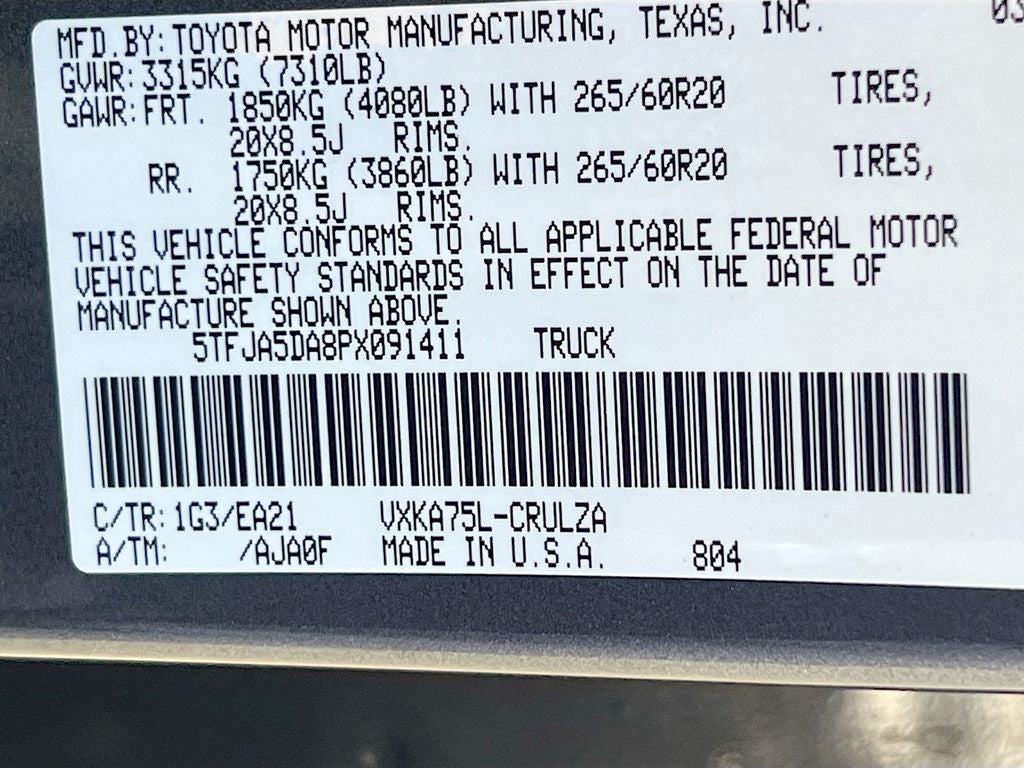 MFD.BY: TOYOTA MOTOR MANUFACTURING, TEXAS, INC. 03
GVWR: 3315KG (7310LB)
GAWR: FRT. 1850KG (4080LB) WITH 265/60R20 TIRES,
20X8.5J RIMS.
RR. 1750KG (3860LB) WITH 265/60R20 TIRES,
20X8.5J RIMS.
THIS VEHICLE CONFORMS TO ALL APPLICABLE FEDERAL MOTOR
VEHICLE SAFETY STANDARDS IN EFFECT ON THE DATE OF
MANUFACTURE SHOWN ABOVE.
5TFJA5DA8PX091411 TRUCK
C/TR: 1G3/EA21 VXKA75L-CRULZA
A/TM: /AJA0F MADE IN U.S.A. 804